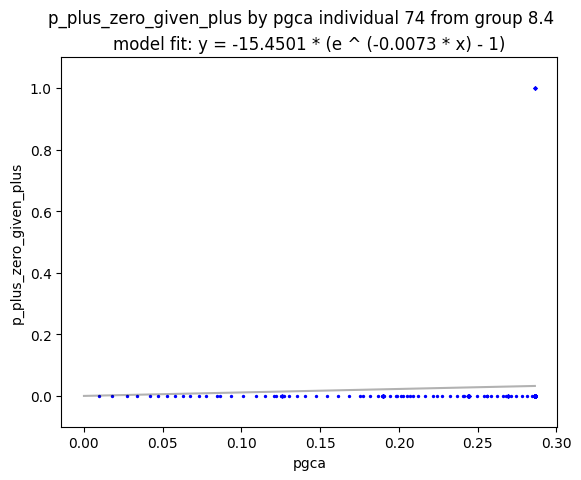 p_plus_zero_given_plus by pgca individual 74 from group 8.4
model fit: y = -15.4501 * (e ^ (-0.0073 * x) - 1)
1.0
0.8
0.6
0.4
0.2
0.0
p_plus_zero_given_plus
0.00 0.05 0.10 0.15 0.20 0.25 0.30
pgca